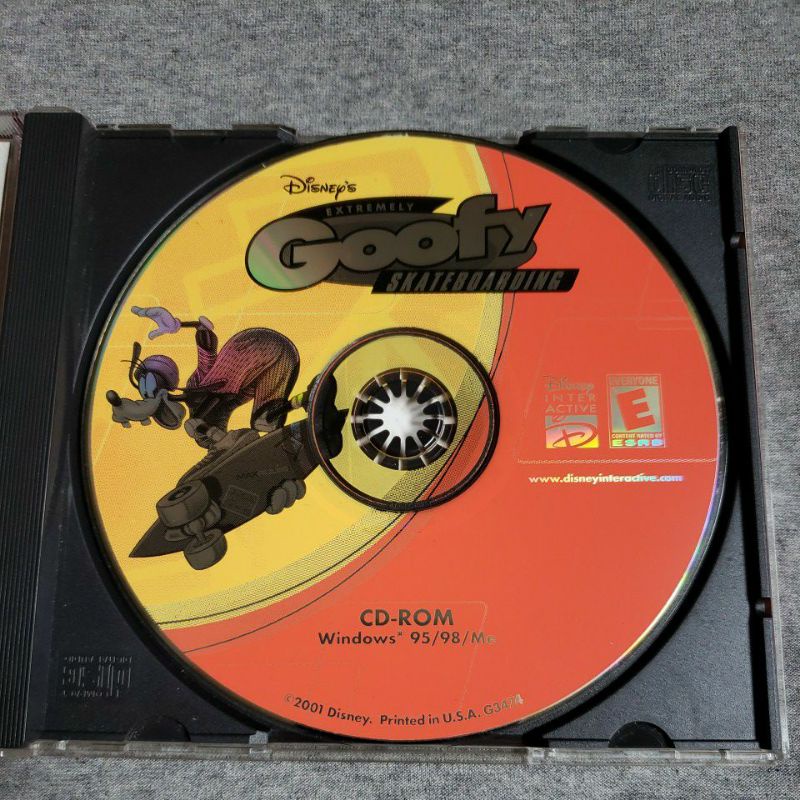 Disney's
EXTREMELY
Goofy
SKATEBOARDING
Disney
INTER
ACTIVE
D
EVERYONE
E
CONTENT RATED BY
ESRB
www.disneyinteractive.com
CD-ROM
Windows® 95/98/Me
©2001 Disney. Printed in U.S.A. G3474